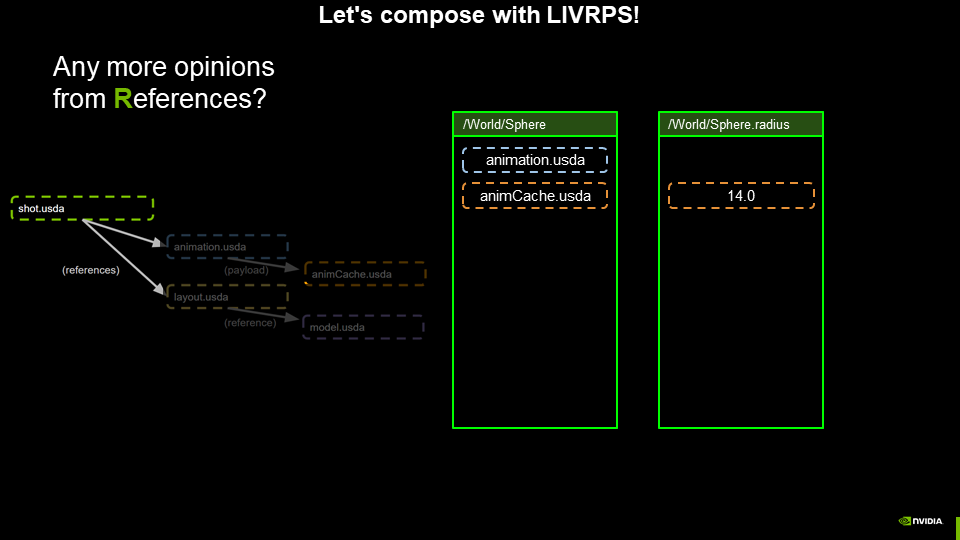 Let's compose with LIVRPS!
Any more opinions
from References?
/World/Sphere
/World/Sphere.radius
animation.usda
animCache.usda
14.0
shot.usda
animation.usda
(references)
(payload)
animCache.usda
layout.usda
(reference)
model.usda
NVIDIA